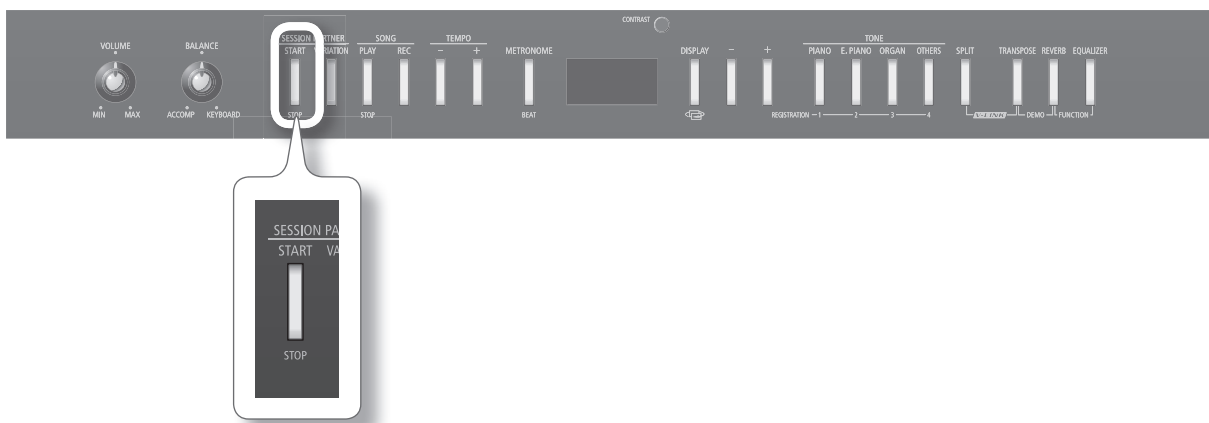 CONTRAST
SESSION PARTNER SONG TEMPO TONE
VOLUME BALANCE START VARIATION PLAY REC − + METRONOME DISPLAY − + PIANO E. PIANO ORGAN OTHERS SPLIT TRANSPOSE REVERB EQUALIZER
MIN MAX ACCOMP KEYBOARD STOP STOP BEAT REGISTRATION 1 2 3 4 DEMO FUNCTION
SESSION PA
START VA
STOP